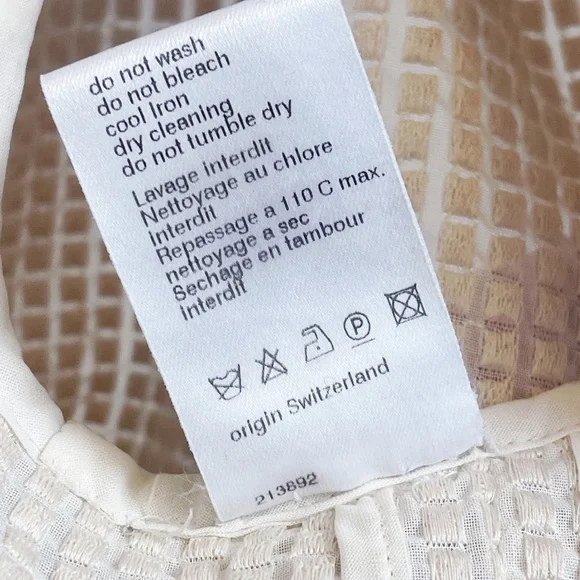 do not wash
do not bleach
cool Iron
dry cleaning
do not tumble dry
Lavage interdit
Nettoyage au chlore
Interdit
Repassage a 110 C max.
nettoyage a sec
Sechage en tambour
Interdit
P
origin Switzerland
213892